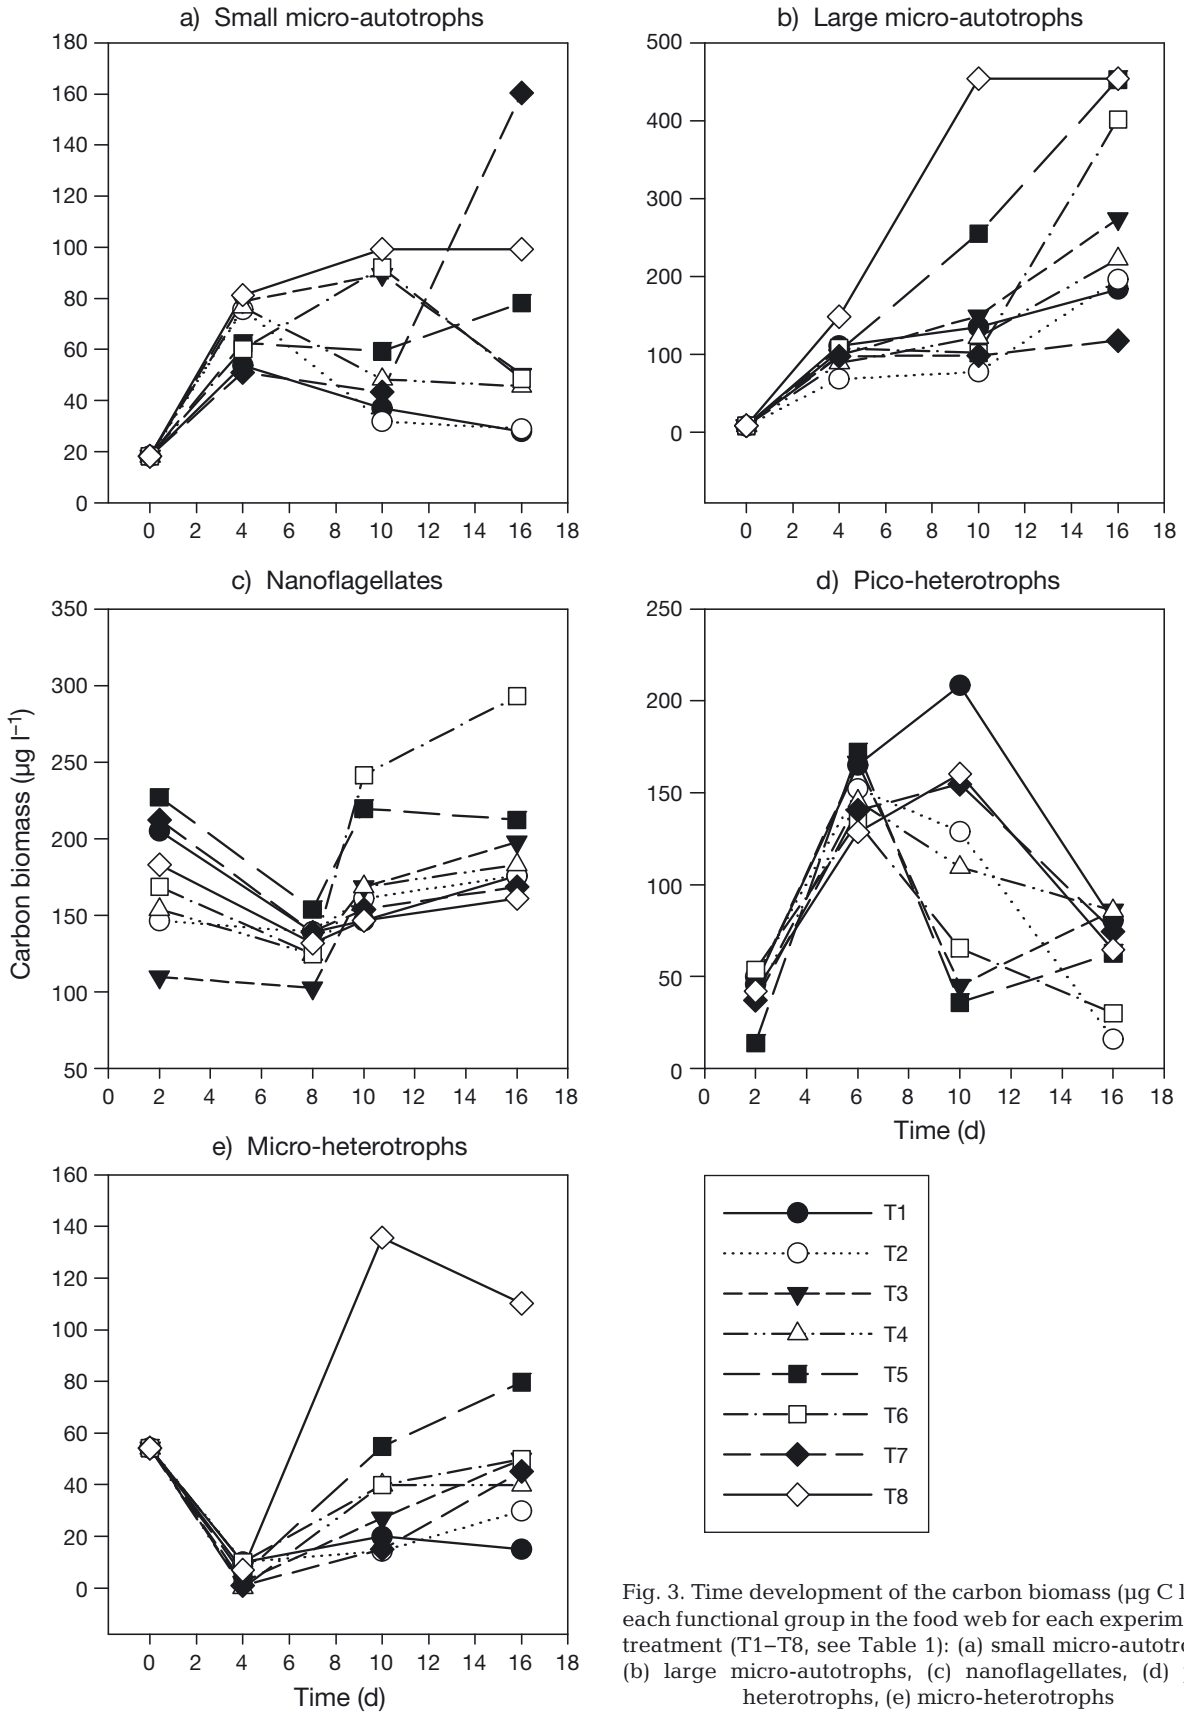 a) Small micro-autotrophs
180
160
140
120
100
80
60
40
20
0
0 2 4 6 8 10 12 14 16 18
b) Large micro-autotrophs
500
400
300
200
100
0
0 2 4 6 8 10 12 14 16 18
c) Nanoflagellates
350
300
250
200
150
100
50
0 2 4 6 8 10 12 14 16 18
Carbon biomass (µg l–1)
d) Pico-heterotrophs
250
200
150
100
50
0
0 2 4 6 8 10 12 14 16 18
Time (d)
e) Micro-heterotrophs
160
140
120
100
80
60
40
20
0
0 2 4 6 8 10 12 14 16 18
Time (d)
T1
T2
T3
T4
T5
T6
T7
T8
Fig. 3. Time development of the carbon biomass (µg C l
each functional group in the food web for each experim
treatment (T1–T8, see Table 1): (a) small micro-autotro
(b) large micro-autotrophs, (c) nanoflagellates, (d)
heterotrophs, (e) micro-heterotrophs